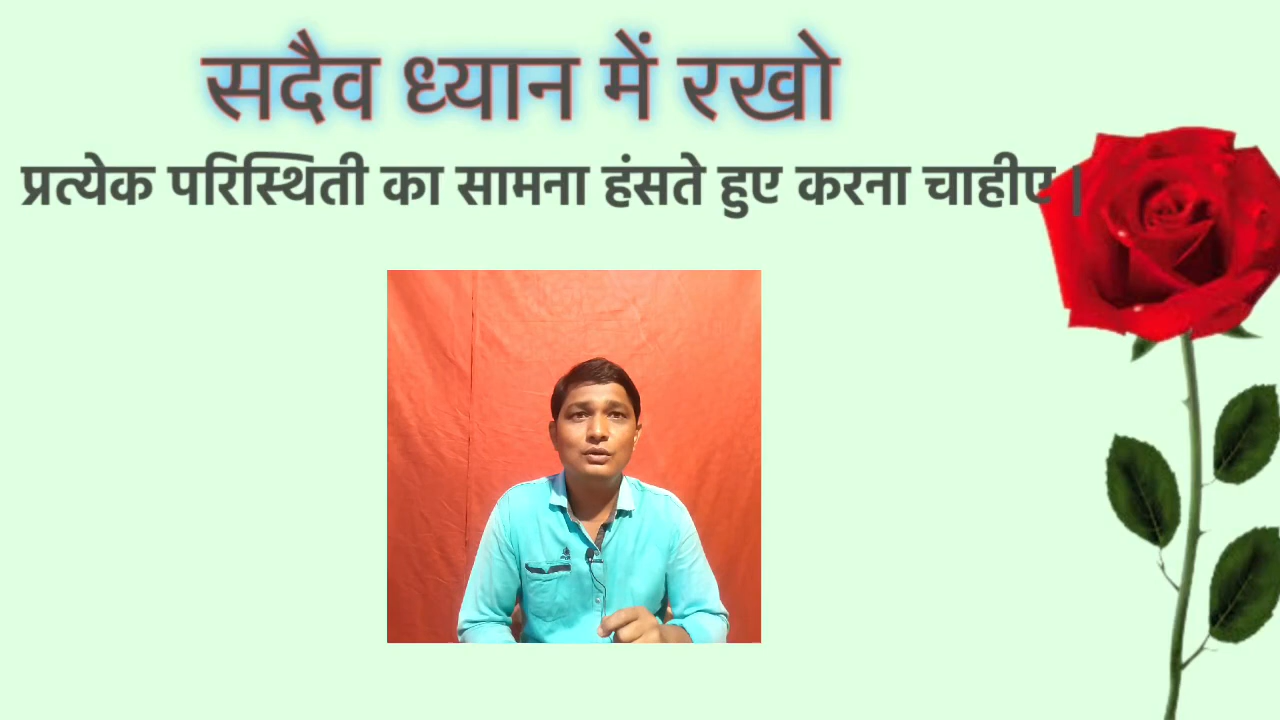 सदैव ध्यान में रखो
प्रत्येक परिस्थिती का सामना हंसते हुए करना चाहीए |